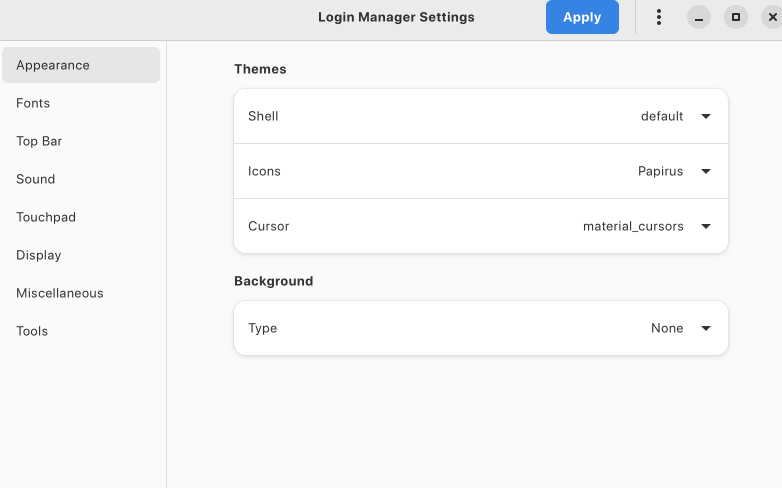 Login Manager Settings
Apply
Appearance
Fonts
Top Bar
Sound
Touchpad
Display
Miscellaneous
Tools
Themes
Shell default
Icons Papirus
Cursor material_cursors
Background
Type None